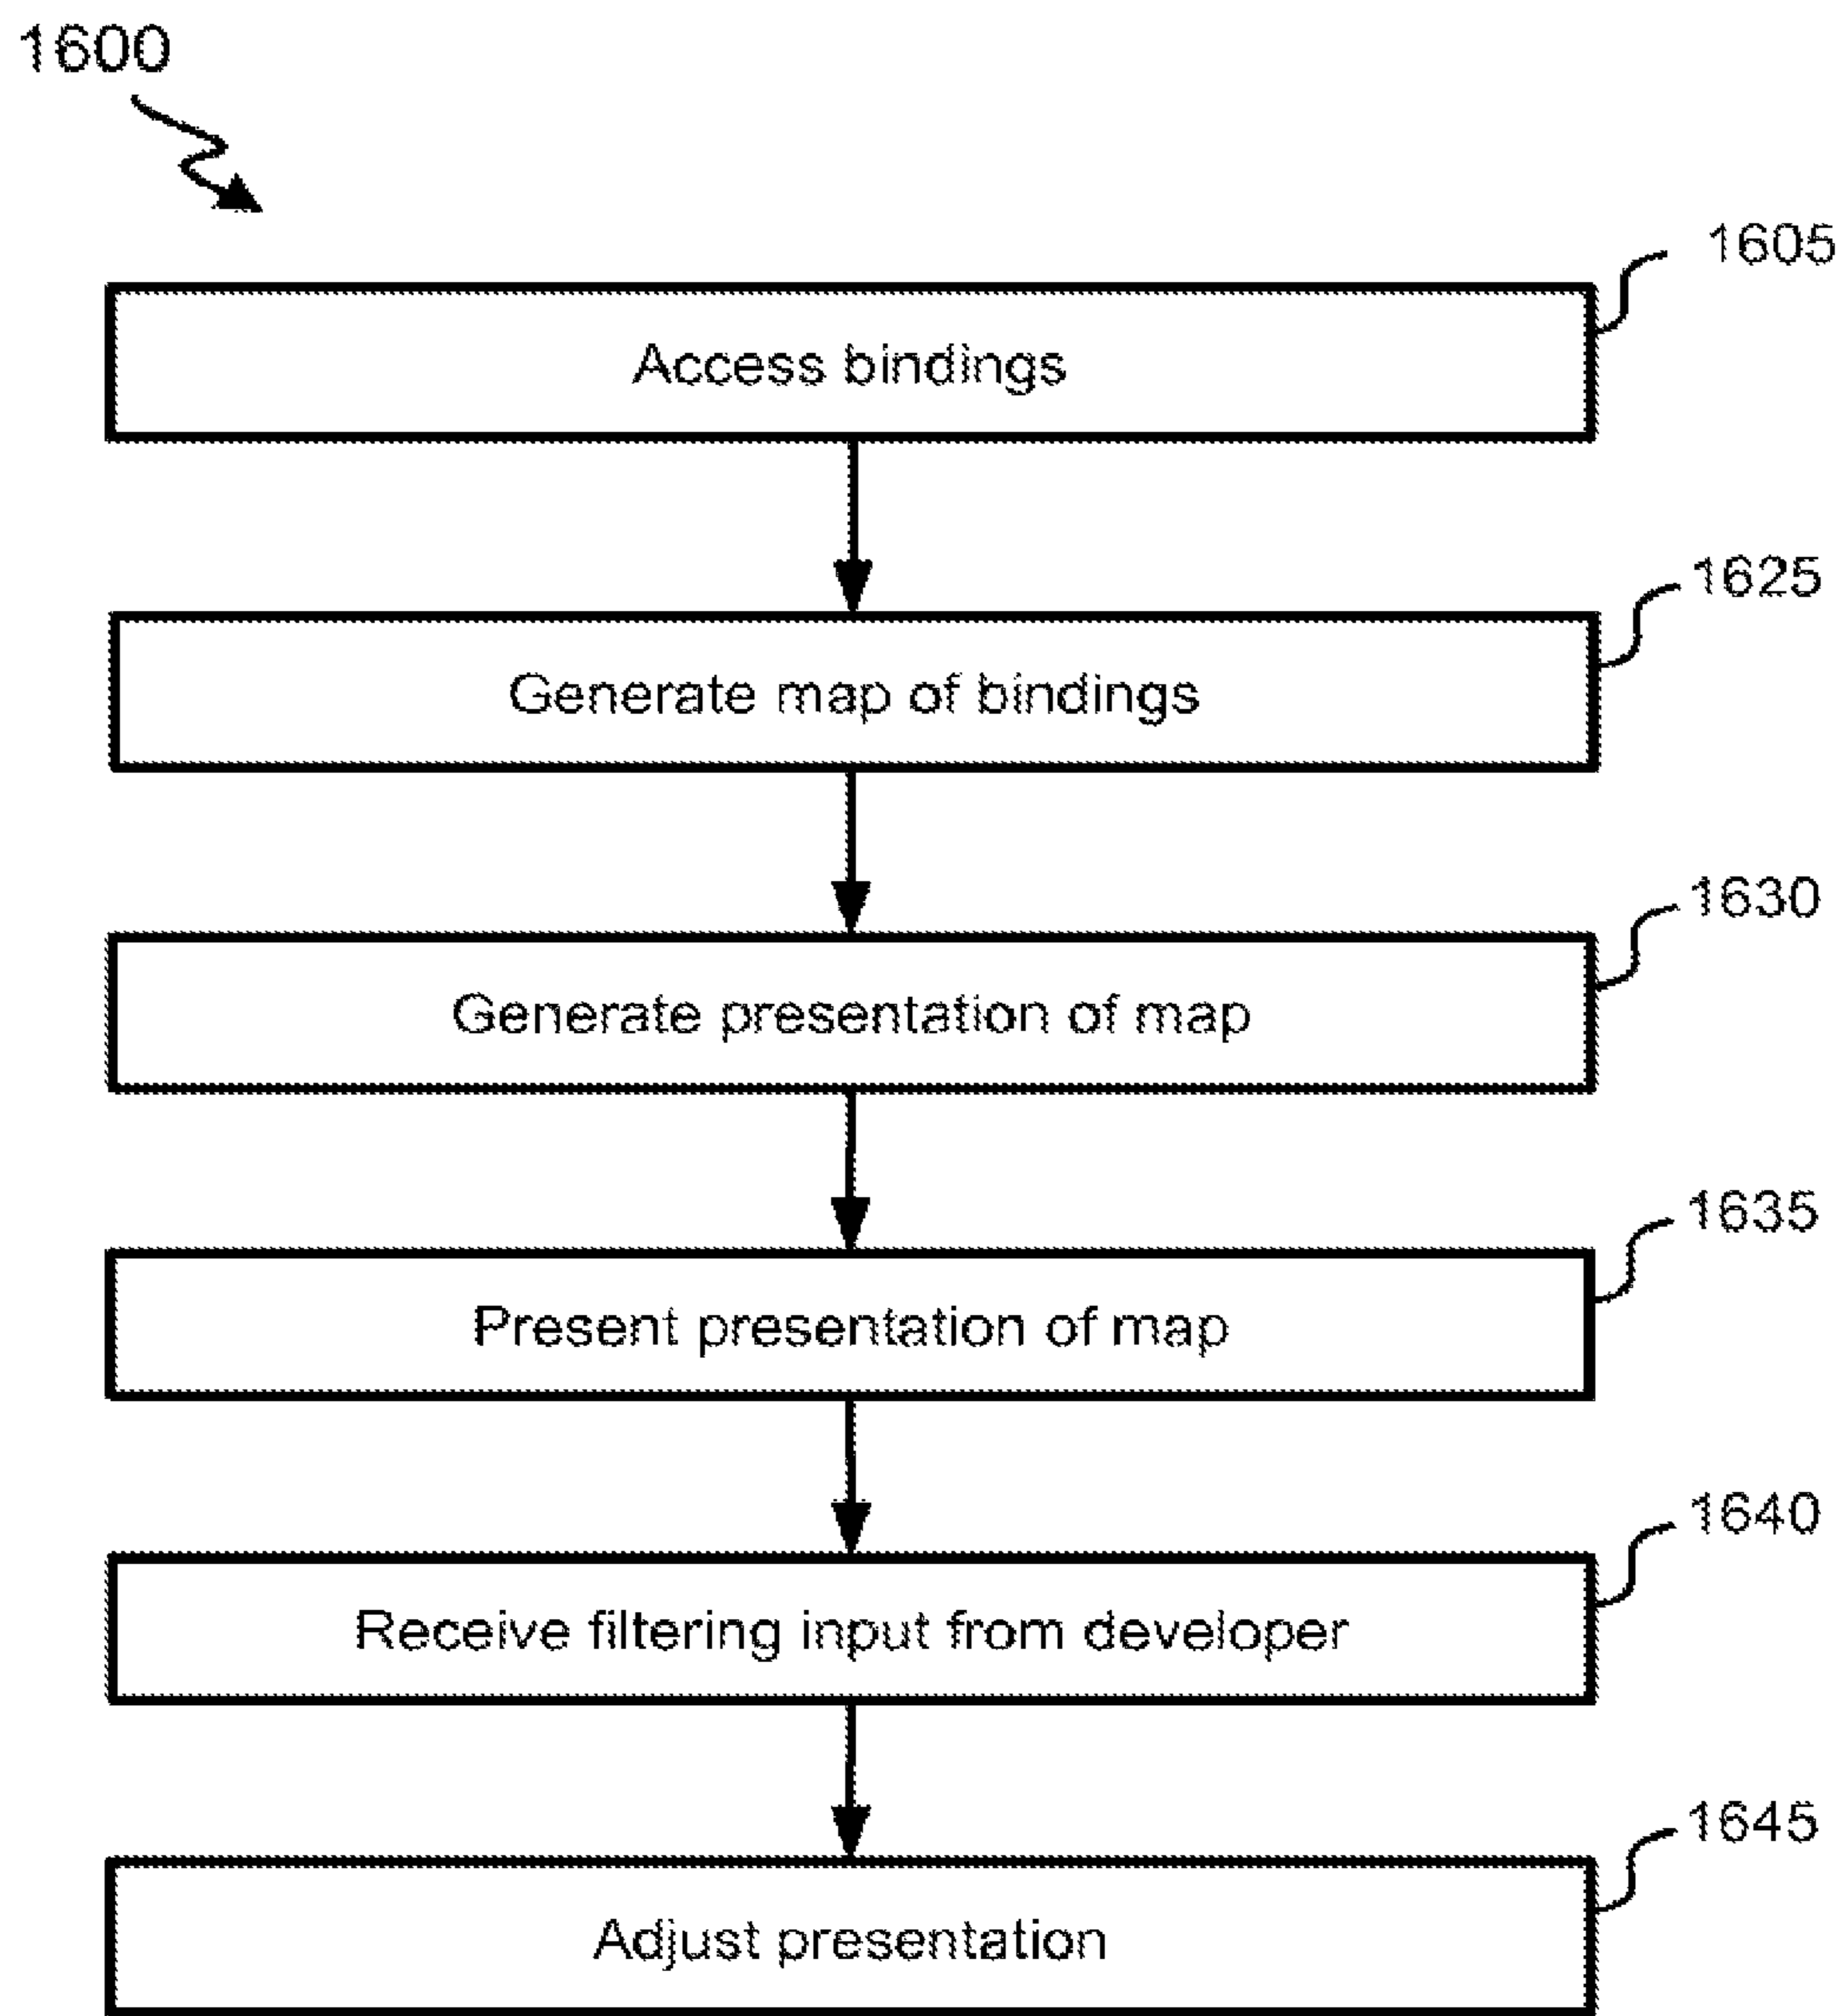 1600
1605
Access bindings
1625
Generate map of bindings
1630
Generate presentation of map
1635
Present presentation of map
1640
Receive filtering input from developer
1645
Adjust presentation